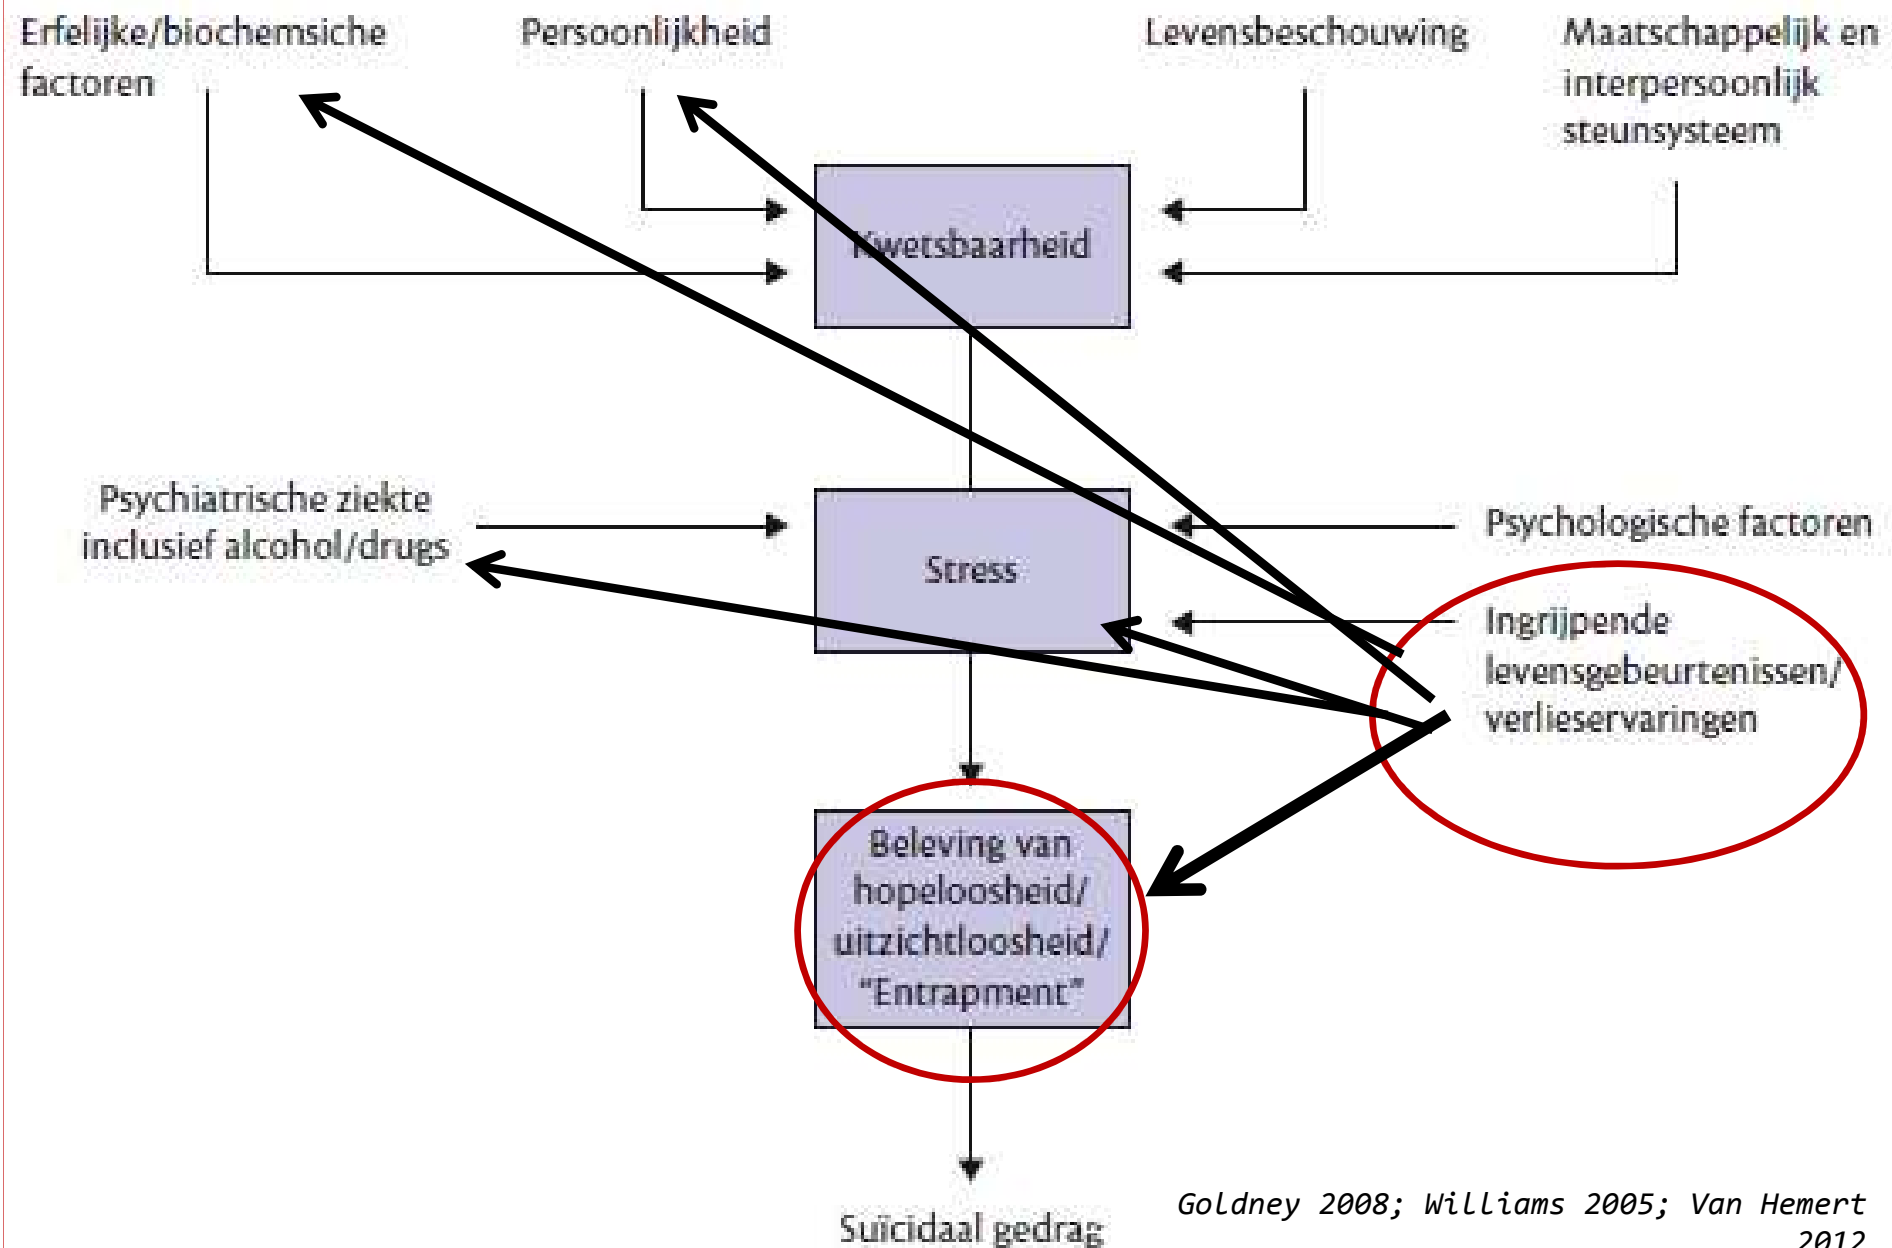 Erfelijke/biochemsiche
factoren
Persoonlijkheid
Levensbeschouwing
Maatschappelijk en
interpersoonlijk
steunsysteem
Kwetsbaarheid
Psychiatrische ziekte
inclusief alcohol/drugs
Stress
Psychologische factoren
Ingrijpende
levensgebeurtenissen/
verlieservaringen
Beleving van
hopeloosheid/
uitzichtloosheid/
"Entrapment"
Suïcidaal gedrag
Goldney 2008; Williams 2005; Van Hemert
2012